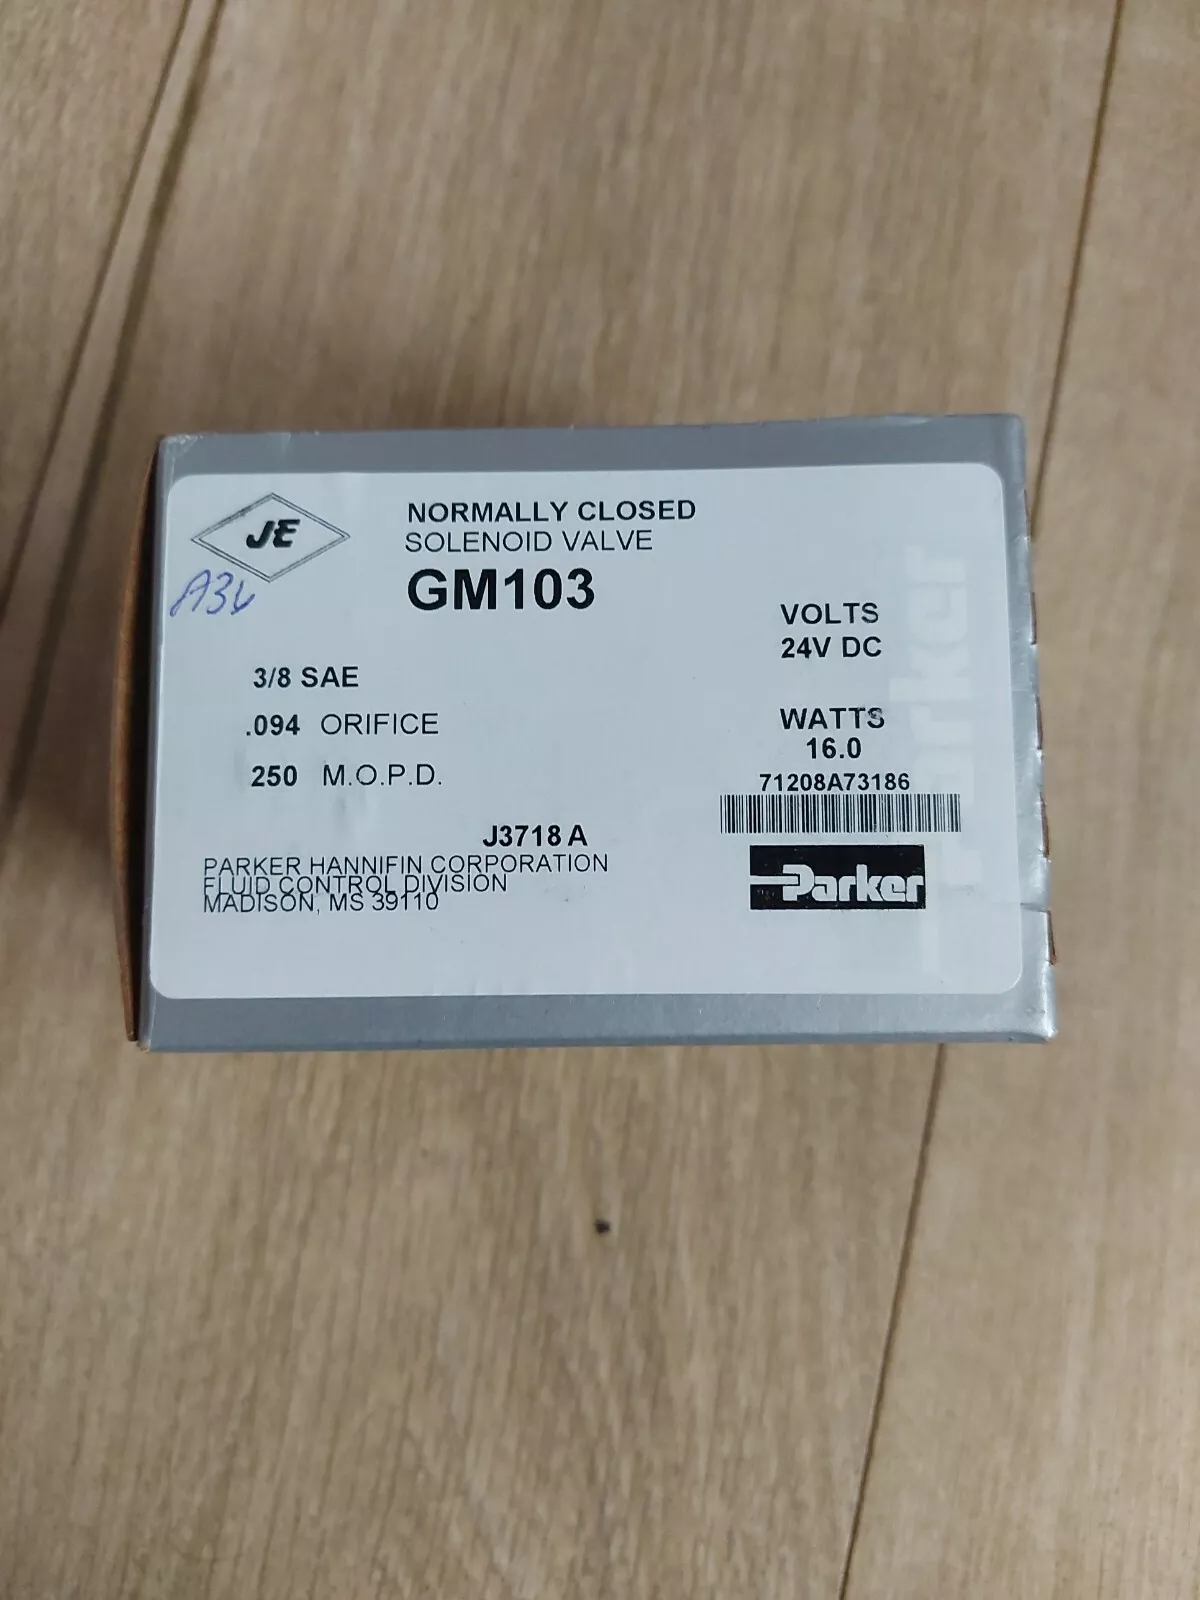 JE
NORMALLY CLOSED
SOLENOID VALVE
GM103
3/8 SAE
.094 ORIFICE
250 M.O.P.D.
VOLTS
24V DC
WATTS
16.0
71208A73186
J3718 A
PARKER HANNIFIN CORPORATION
FLUID CONTROL DIVISION
MADISON, MS 39110
Parker
Parker